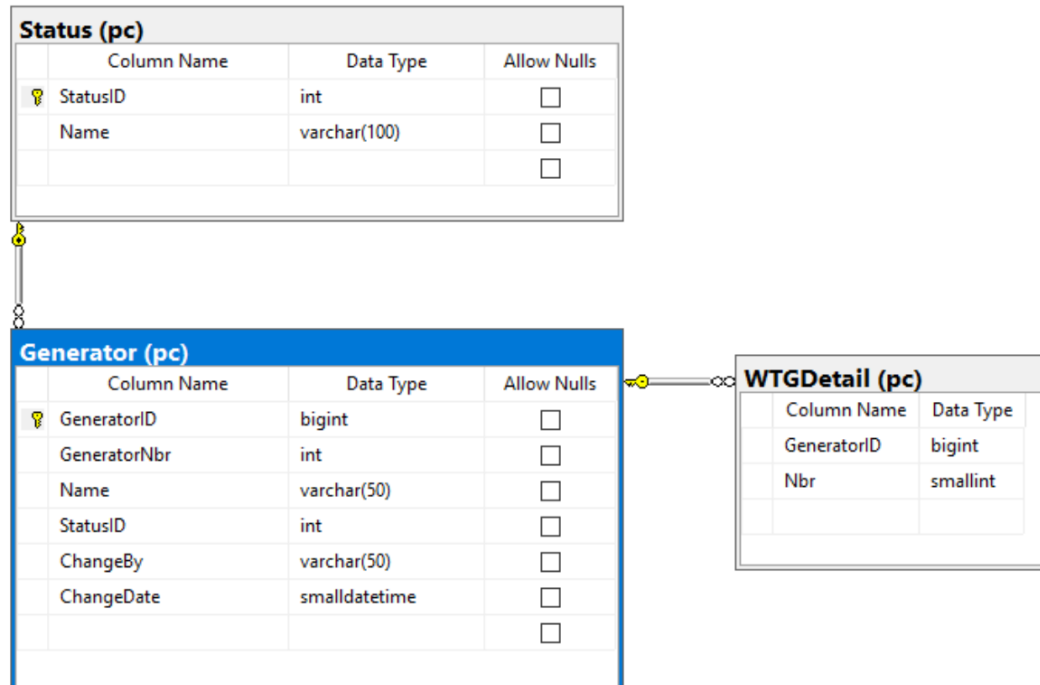 Status (pc)
Column Name Data Type Allow Nulls
StatusID int
Name varchar(100)
Generator (pc)
Column Name Data Type Allow Nulls
GeneratorID bigint
GeneratorNbr int
Name varchar(50)
StatusID int
ChangeBy varchar(50)
ChangeDate smalldatetime
WTGDetail (pc)
Column Name Data Type
GeneratorID bigint
Nbr smallint